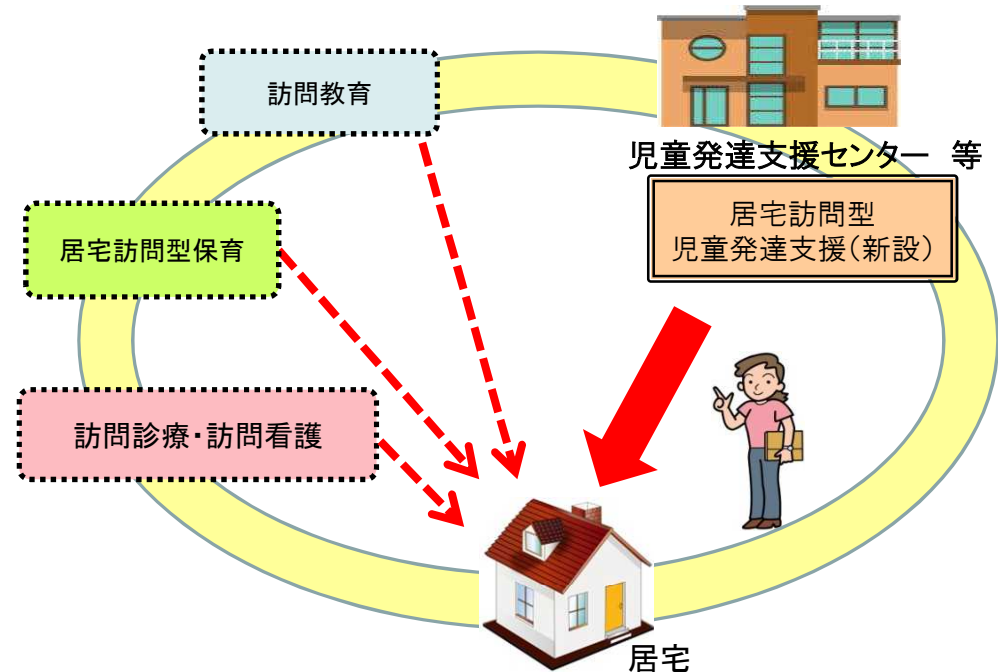 訪問教育
児童発達支援センター　等
居宅訪問型
児童発達支援(新設)
居宅訪問型保育
訪問診療・訪問看護
居宅